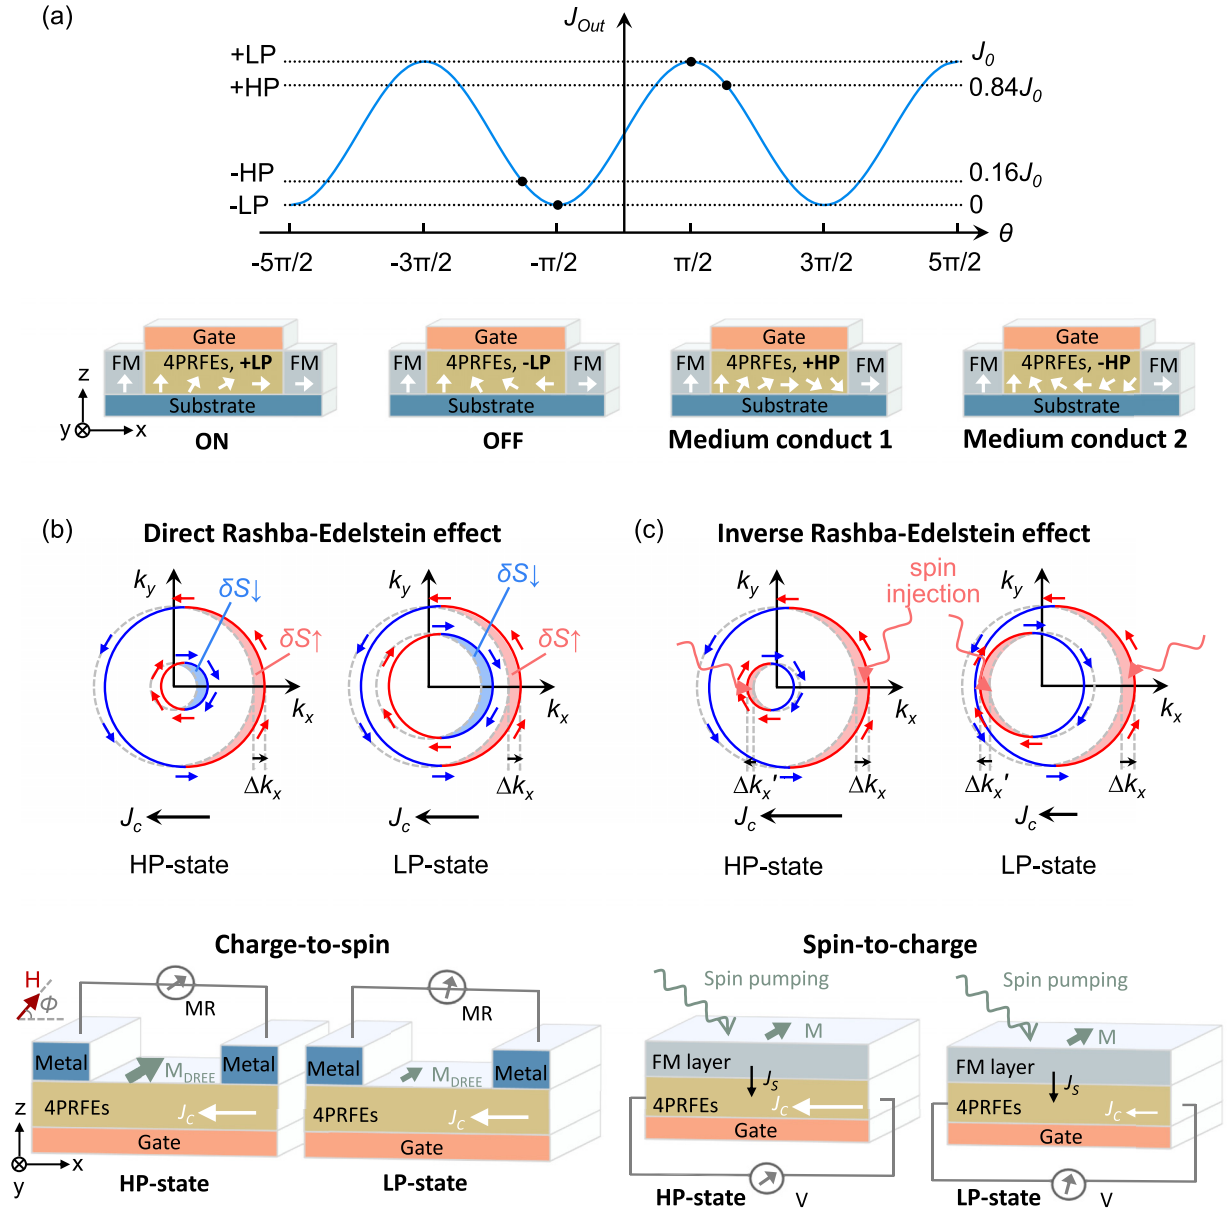 (a)
J_Out
+LP
J_0
+HP
0.84J_0
-HP
0.16J_0
-LP
0
θ
-5π/2
-3π/2
-π/2
π/2
3π/2
5π/2
Gate
FM
4PRFEs, +LP
FM
Substrate
ON
Gate
FM
4PRFEs, -LP
FM
Substrate
OFF
Gate
FM
4PRFEs, +HP
FM
Substrate
Medium conduct 1
Gate
FM
4PRFEs, -HP
FM
Substrate
Medium conduct 2
z
y
x
(b)
Direct Rashba-Edelstein effect
k_y
δS↓
δS↑
k_x
Δk_x
J_c
HP-state
k_y
δS↓
δS↑
k_x
Δk_x
LP-state
(c)
Inverse Rashba-Edelstein effect
spin
injection
k_y
k_x
Δk_x'
Δk_x
J_c
HP-state
k_y
k_x
Δk_x'
Δk_x
J_c
LP-state
Charge-to-spin
H
Φ
MR
Metal
Metal
M_DREE
4PRFEs
J_C
Gate
HP-state
MR
Metal
Metal
M_DREE
J_C
Gate
LP-state
z
y
x
Spin-to-charge
Spin pumping
M
FM layer
J_S
4PRFEs
J_C
Gate
HP-state
V
Spin pumping
M
FM layer
J_S
4PRFEs
J_C
Gate
LP-state
V